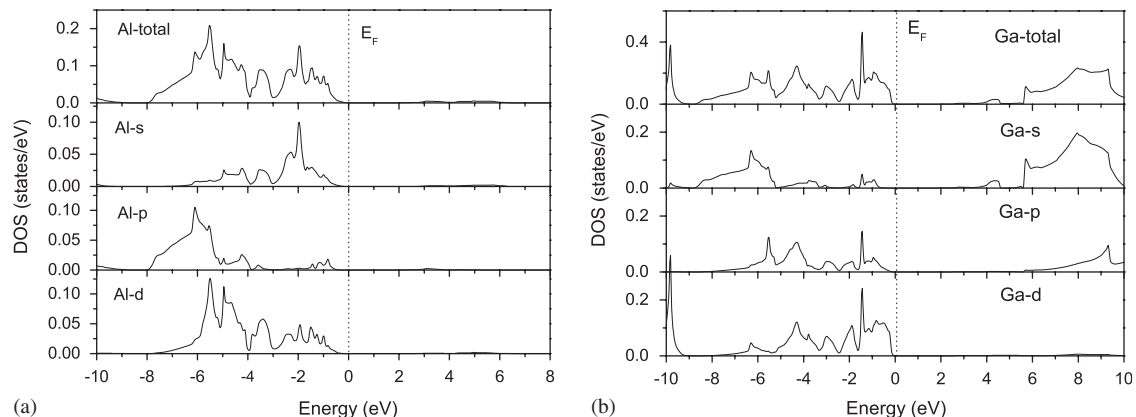 Al-total
E_F
0.2
0.1
0.0
Al-s
0.10
0.05
0.00
Al-p
0.10
0.05
0.00
Al-d
0.10
0.05
0.00
DOS (states/eV)
-10 -8 -6 -4 -2 0 2 4 6 8
Energy (eV)
(a)
E_F
Ga-total
0.4
0.0
Ga-s
0.2
0.0
Ga-p
0.2
0.0
Ga-d
0.2
0.0
DOS (states/eV)
-10 -8 -6 -4 -2 0 2 4 6 8 10
Energy (eV)
(b)